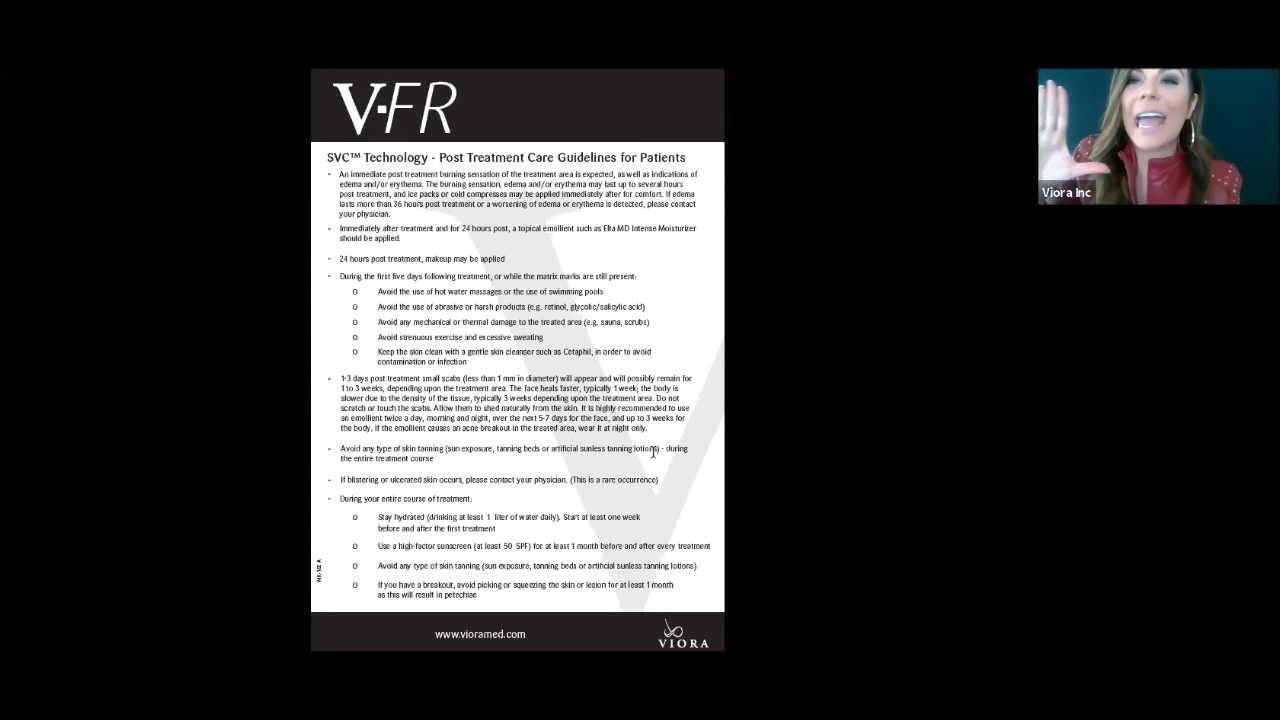 V·FR
SVC™ Technology - Post Treatment Care Guidelines for Patients
- An immediate post treatment burning sensation of the treatment area is expected, as well as indications of
edema and/or erythema. The burning sensation, edema and/or erythema may last up to several hours
post treatment, and ice packs or cold compresses may be applied immediately after for comfort. If edema
lasts more than 36 hours post treatment or a worsening of edema or erythema is detected, please contact
your physician.
- Immediately after treatment and for 24 hours post, a topical emollient such as Elta MD Intense Moisturizer
should be applied.
- 24 hours post treatment, makeup may be applied
- During the first five days following treatment, or while the matrix marks are still present:
o Avoid the use of hot water massages or the use of swimming pools
o Avoid the use of abrasive or harsh products (e.g. retinol, glycolic/salicylic acid)
o Avoid any mechanical or thermal damage to the treated area (e.g. sauna, scrubs)
o Avoid strenuous exercise and excessive sweating
o Keep the skin clean with a gentle skin cleanser such as Cetaphil, in order to avoid
contamination or infection
- 1-3 days post treatment small scabs (less than 1 mm in diameter) will appear and will possibly remain for
1 to 3 weeks, depending upon the treatment area. The face heals faster, typically 1 week; the body is
slower due to the density of the tissue, typically 3 weeks depending upon the treatment area. Do not
scratch or touch the scabs. Allow them to shed naturally from the skin. It is highly recommended to use
an emollient twice a day, morning and night, over the next 5-7 days for the face, and up to 3 weeks for
the body. If the emollient causes an acne breakout in the treated area, wear it at night only.
- Avoid any type of skin tanning (sun exposure, tanning beds or artificial sunless tanning lotions) - during
the entire treatment course
- If blistering or ulcerated skin occurs, please contact your physician. (This is a rare occurrence)
- During your entire course of treatment:
o Stay hydrated (drinking at least 1 liter of water daily). Start at least one week
before and after the first treatment
o Use a high-factor sunscreen (at least 50 SPF) for at least 1 month before and after every treatment
o Avoid any type of skin tanning (sun exposure, tanning beds or artificial sunless tanning lotions)
o If you have a breakout, avoid picking or squeezing the skin or lesion for at least 1 month
as this will result in petechiae
www.vioramed.com
VIORA
Viora Inc